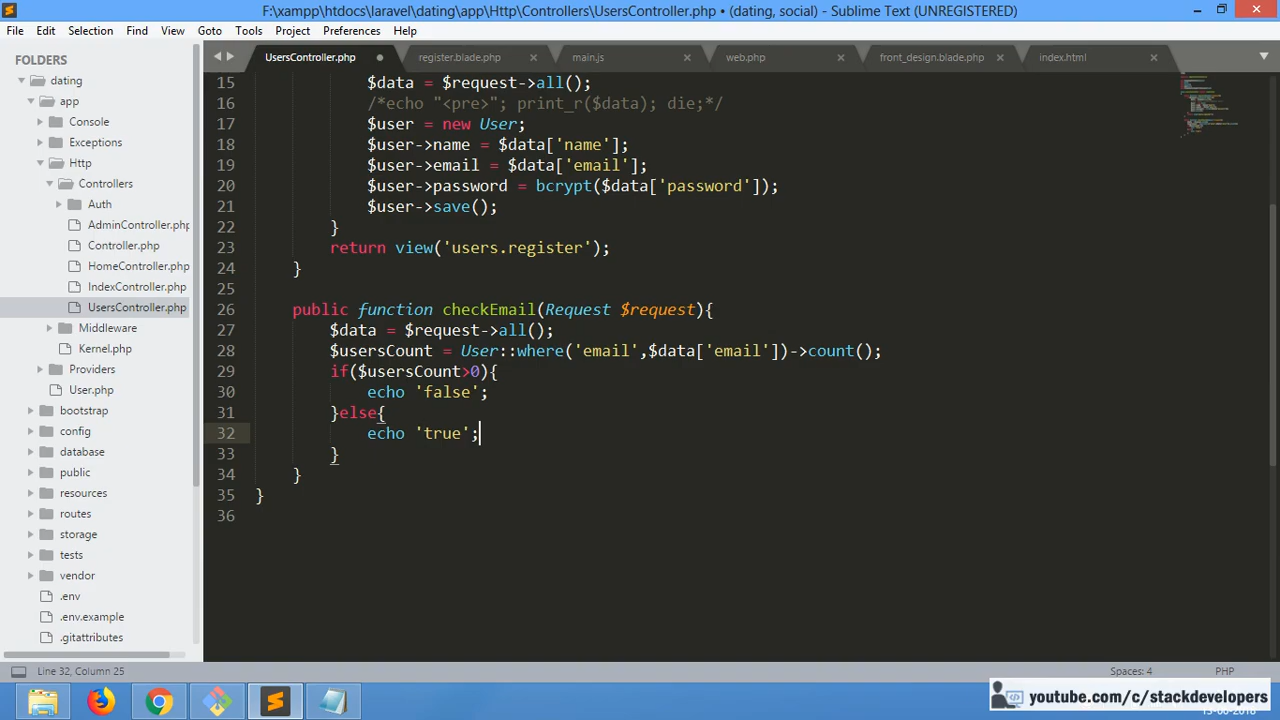 F:\xampp\htdocs\laravel\dating\app\Http\Controllers\UsersController.php • (dating, social) - Sublime Text (UNREGISTERED)
File Edit Selection Find View Goto Tools Project Preferences Help
FOLDERS
dating
app
Console
Exceptions
Http
Controllers
Auth
AdminController.php
Controller.php
HomeController.php
IndexController.php
UsersController.php
Middleware
Kernel.php
Providers
User.php
bootstrap
config
database
public
resources
routes
storage
tests
vendor
.env
.env.example
.gitattributes
UsersController.php register.blade.php main.js web.php front_design.blade.php index.html
15 $data = $request->all();
16 /*echo "<pre>"; print_r($data); die;*/
17 $user = new User;
18 $user->name = $data['name'];
19 $user->email = $data['email'];
20 $user->password = bcrypt($data['password']);
21 $user->save();
22 }
23 return view('users.register');
24 }
25
26 public function checkEmail(Request $request){
27 $data = $request->all();
28 $usersCount = User::where('email',$data['email'])->count();
29 if($usersCount>0){
30 echo 'false';
31 }else{
32 echo 'true';
33 }
34 }
35 }
36
Line 32, Column 25 Spaces: 4 PHP
youtube.com/c/stackdevelopers